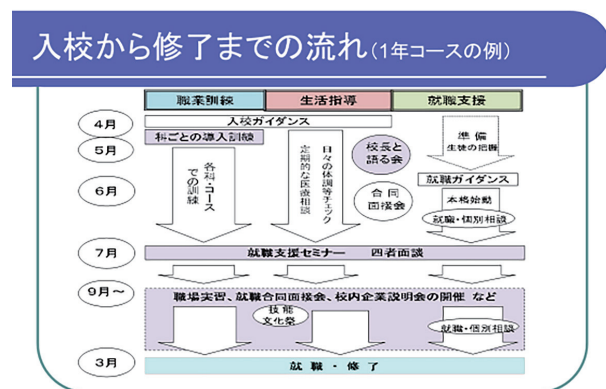 入校から修了までの流れ(1年コースの例)
職業訓練
生活指導
就職支援
4月
入校ガイダンス
5月
科ごとの導入訓練
校長と
語る会
準備
生徒の把握
各科・コース
での訓練
日々の体調等チェック
定期的な医療相談
6月
合同
面接会
就職ガイダンス
本格始動
就職・個別相談
7月
就職支援セミナー 四者面談
9月~
職場実習、就職合同面接会、校内企業説明会の開催 など
技能
文化祭
就職・個別相談
3月
就職・修了